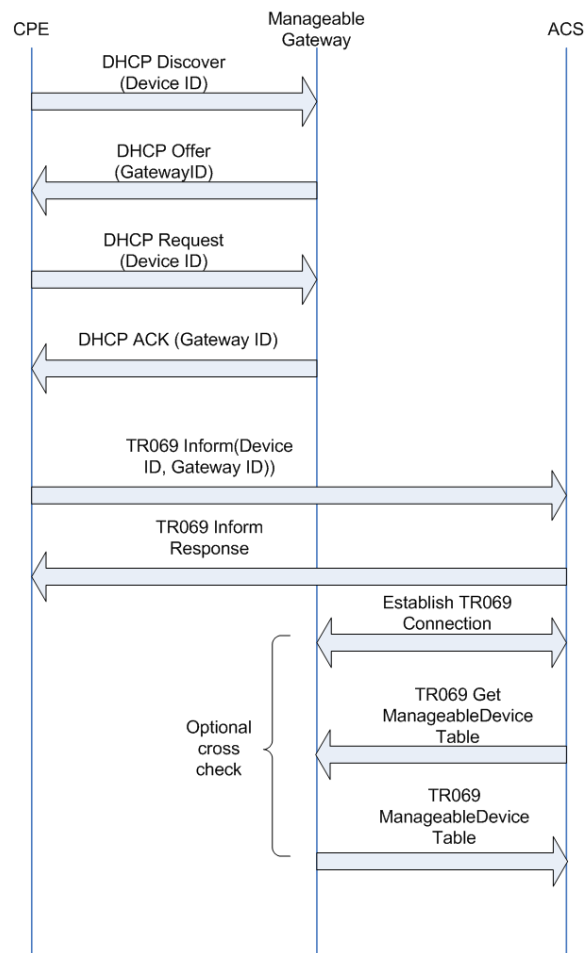 CPE
Manageable
Gateway
ACS
DHCP Discover
(Device ID)
DHCP Offer
(GatewayID)
DHCP Request
(Device ID)
DHCP ACK (Gateway ID)
TR069 Inform(Device
ID, Gateway ID))
TR069 Inform
Response
Establish TR069
Connection
TR069 Get
ManageableDevice
Table
Optional
cross
check
TR069
ManageableDevice
Table